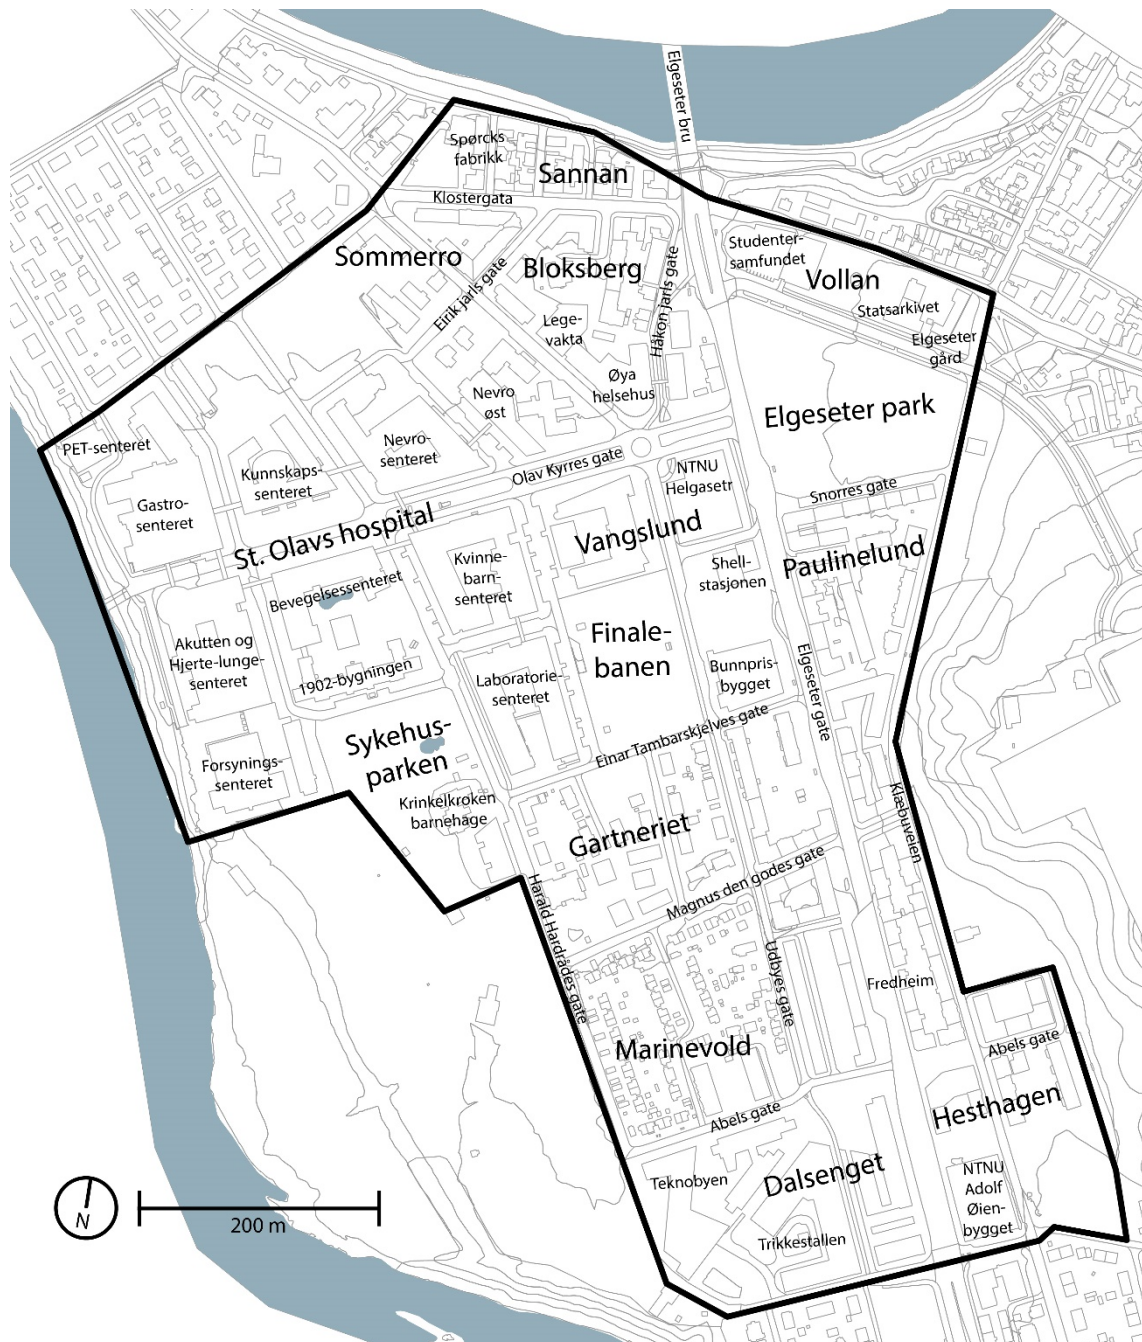 Elgeseter bru
Spørcks
fabrikk
Sannan
Klostergata
Sommerro
Bloksberg
Eirik jarls gate
Håkon jarls gate
Studenter-
samfundet
Vollan
Statsarkivet
Elgeseter
gård
Lege-
vakta
Øya
helsehus
Nevro
øst
Elgeseter park
PET-senteret
Nevro-
senteret
Kunnskaps-
senteret
Olav Kyrres gate
NTNU
Helgasetr
Snorres gate
Gastro-
senteret
St. Olavs hospital
Vangslund
Paulinelund
Kvinne-
barn-
senteret
Shell-
stasjonen
Bevegelsessenteret
Akutten og
Hjerte-lunge-
senteret
Finale-
banen
1902-bygningen
Laboratorie-
senteret
Bunnpris-
bygget
Elgeseter gate
Sykehus-
parken
Einar Tambarskjelves gate
Forsynings-
senteret
Krinkelkroken
barnehage
Klæbuveien
Gartneriet
Magnus den godes gate
Harald Hardrådes gate
Udbyes gate
Fredheim
Marinevold
Abels gate
Abels gate
Hesthagen
Teknobyen
Dalsenget
NTNU
Adolf
Øien-
bygget
Trikkestallen
N
200 m